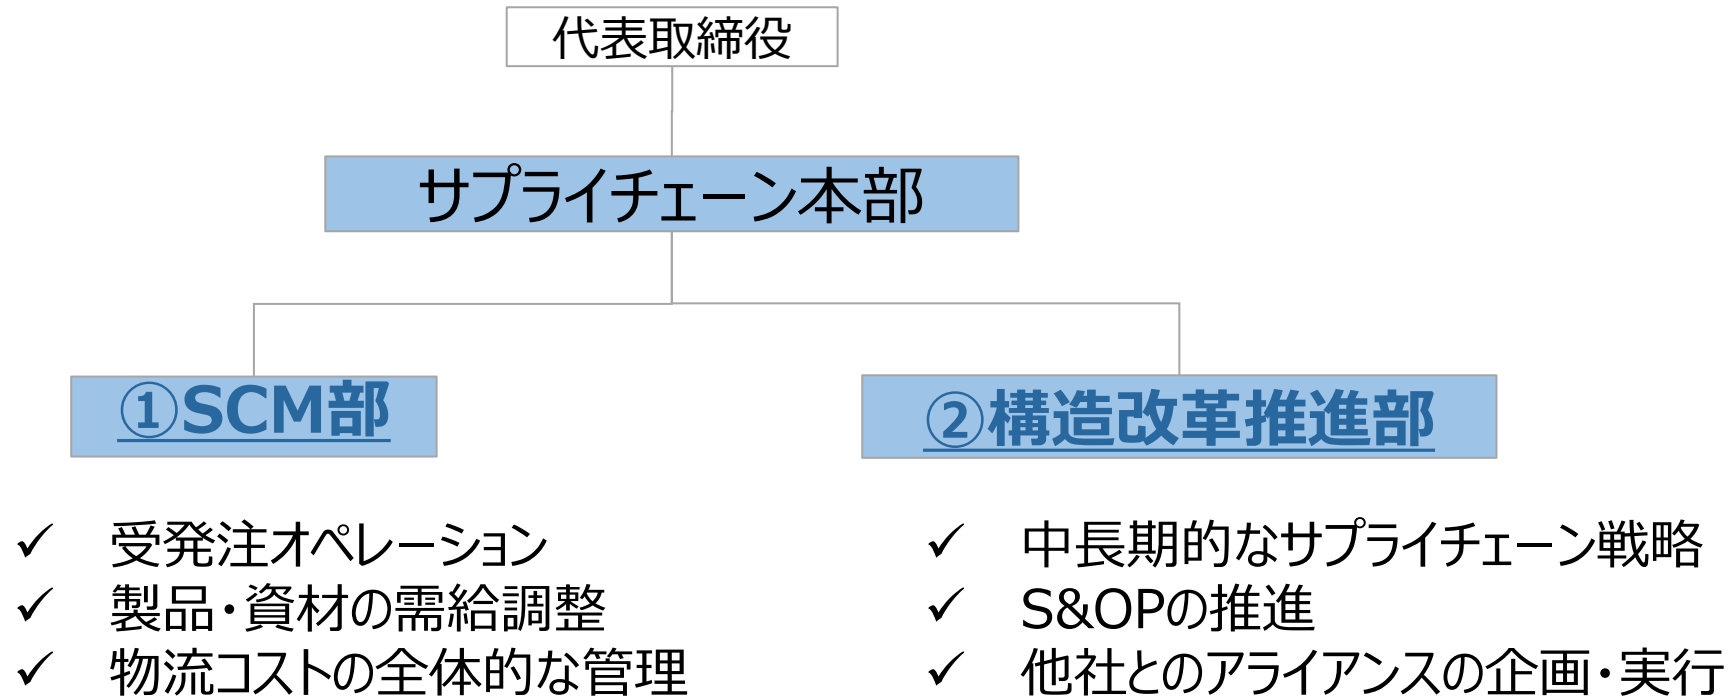 代表取締役
サプライチェーン本部
①SCM部
②構造改革推進部
✓ 受発注オペレーション
✓ 製品・資材の需給調整
✓ 物流コストの全体的な管理
✓ 中長期的なサプライチェーン戦略
✓ S&OPの推進
✓ 他社とのアライアンスの企画・実行